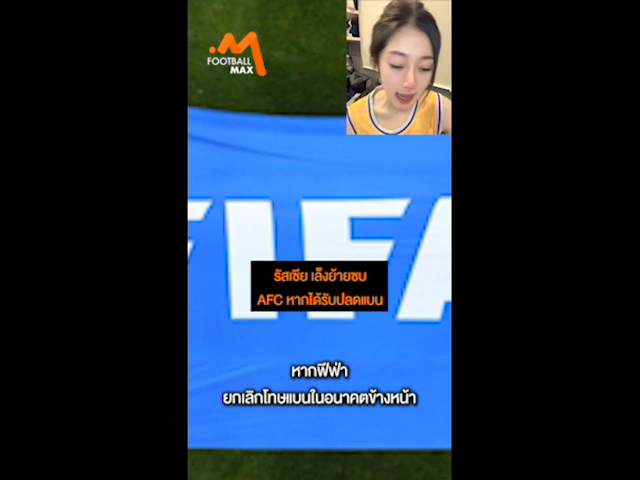 FOOTBALL
MAX
FIFA
รัสเซีย เล็งย้ายซบ
AFC หากได้รับปลดแบน
หากฟีฟ่า
ยกเลิกโทษแบนในอนาคตข้างหน้า